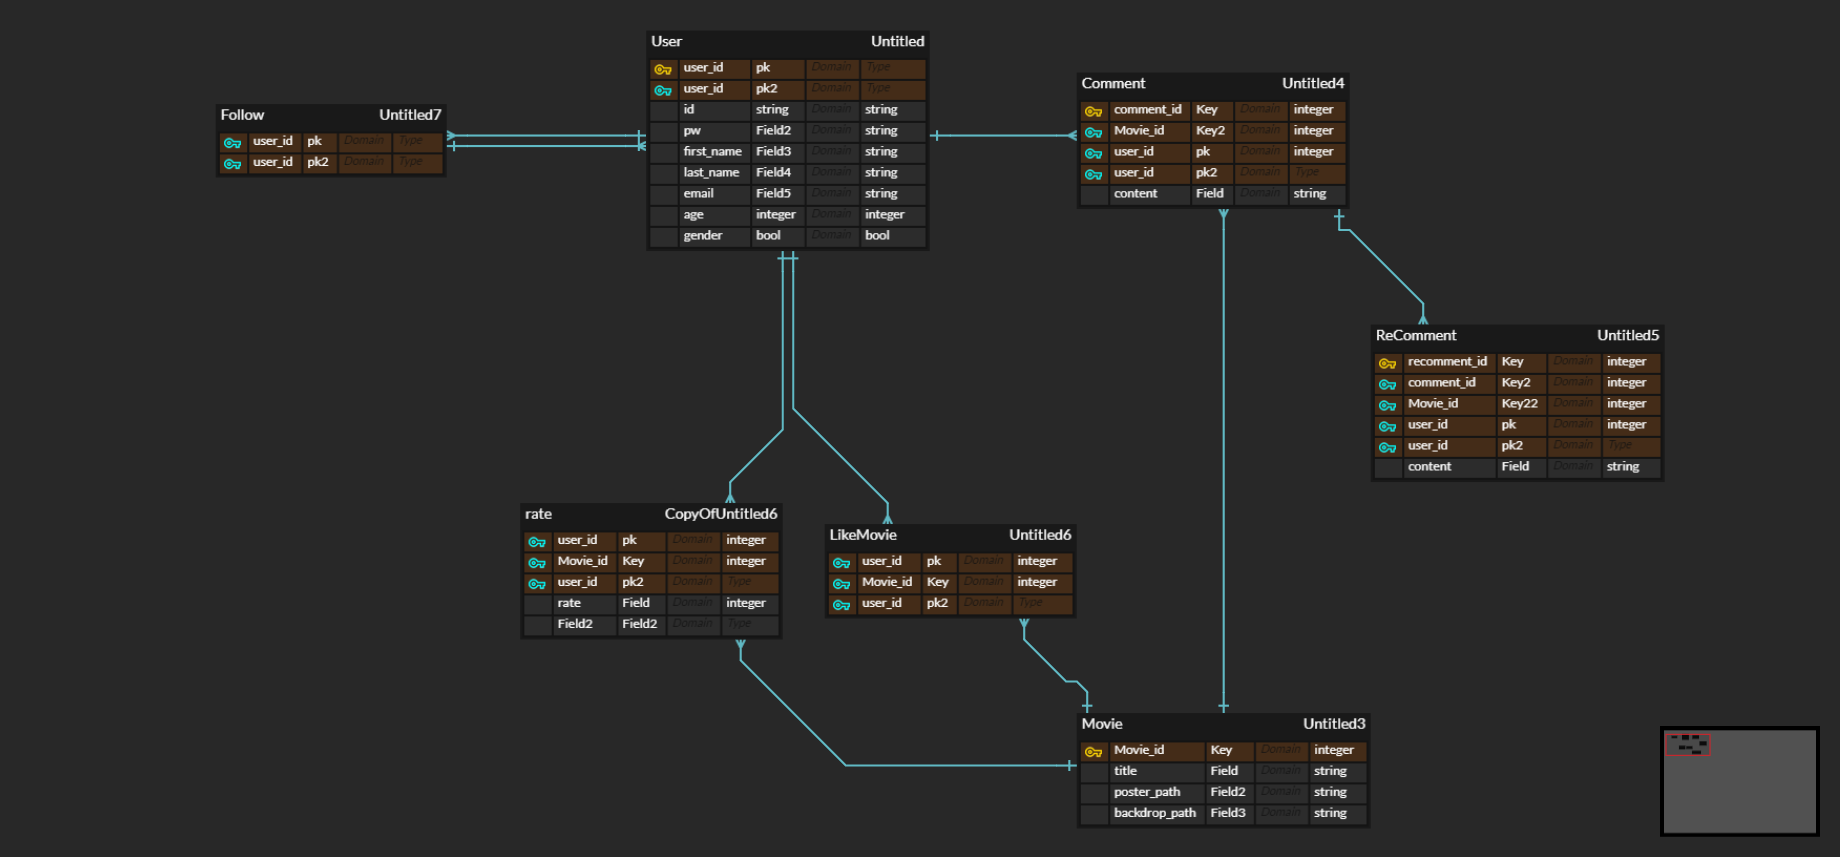 User Untitled
user_id pk Domain Type
user_id pk2 Domain Type
id string Domain string
pw Field2 Domain string
first_name Field3 Domain string
last_name Field4 Domain string
email Field5 Domain string
age integer Domain integer
gender bool Domain bool
Comment Untitled4
comment_id Key Domain integer
Movie_id Key2 Domain integer
user_id pk Domain integer
user_id pk2 Domain Type
content Field Domain string
Follow Untitled7
user_id pk Domain Type
user_id pk2 Domain Type
ReComment Untitled5
recomment_id Key Domain integer
comment_id Key2 Domain integer
Movie_id Key22 Domain integer
user_id pk Domain integer
user_id pk2 Domain Type
content Field Domain string
rate CopyOfUntitled6
user_id pk Domain integer
Movie_id Key Domain integer
user_id pk2 Domain Type
rate Field Domain integer
Field2 Field2 Domain Type
LikeMovie Untitled6
user_id pk Domain integer
Movie_id Key Domain integer
user_id pk2 Domain Type
Movie Untitled3
Movie_id Key Domain integer
title Field Domain string
poster_path Field2 Domain string
backdrop_path Field3 Domain string